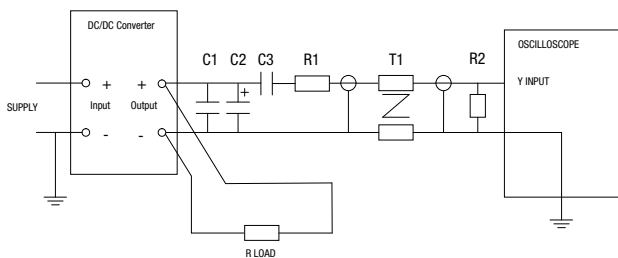 DC/DC Converter
C1 C2 C3 R1 T1 R2
OSCILLOSCOPE
+ + +
Y INPUT
SUPPLY
Input Output
- -
R LOAD